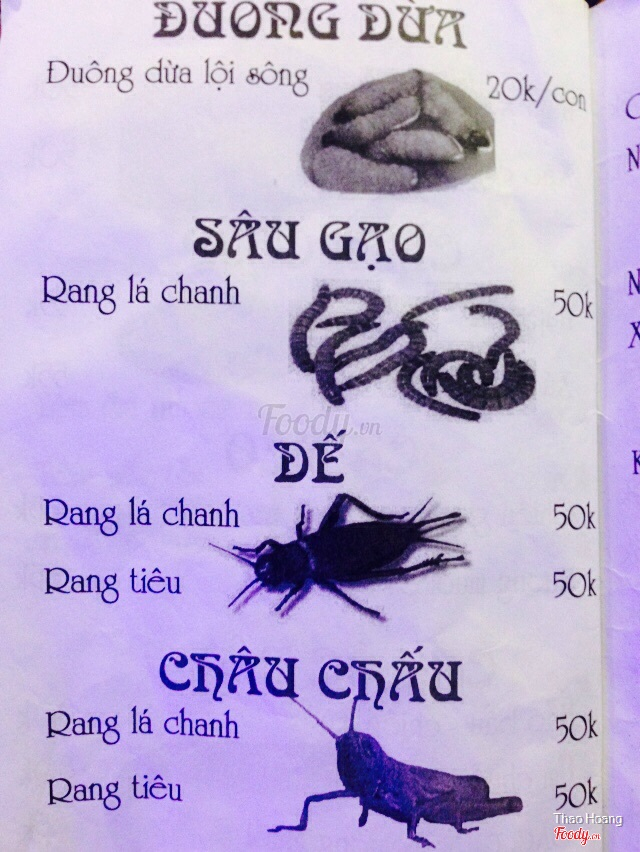 ĐUÔNG DỪA
Đuông dừa lội sông 20k/con
SÂU GẠO
Rang lá chanh 50k
Foody.vn
DẾ
Rang lá chanh 50k
Rang tiêu 50k
CHÂU CHẤU
Rang lá chanh 50k
Rang tiêu 50k
Thao Hoang
Foody.vn